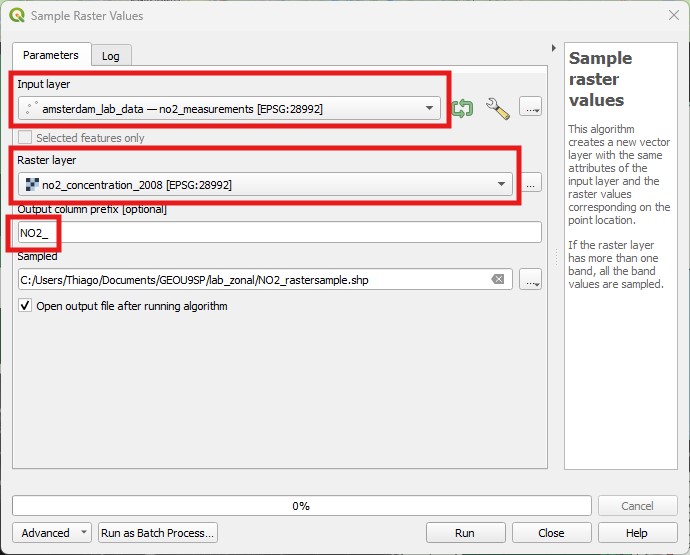 Sample Raster Values
Parameters
Log
Input layer
amsterdam_lab_data — no2_measurements [EPSG:28992]
...
Selected features only
Raster layer
no2_concentration_2008 [EPSG:28992]
...
Output column prefix [optional]
NO2_
Sampled
C:/Users/Thiago/Documents/GEOU9SP/lab_zonal/NO2_rastersample.shp
...
Open output file after running algorithm
Sample
raster
values
This algorithm
creates a new vector
layer with the same
attributes of the
input layer and the
raster values
corresponding on the
point location.
If the raster layer
has more than one
band, all the band
values are sampled.
0%
Cancel
Advanced
Run as Batch Process...
Run
Close
Help